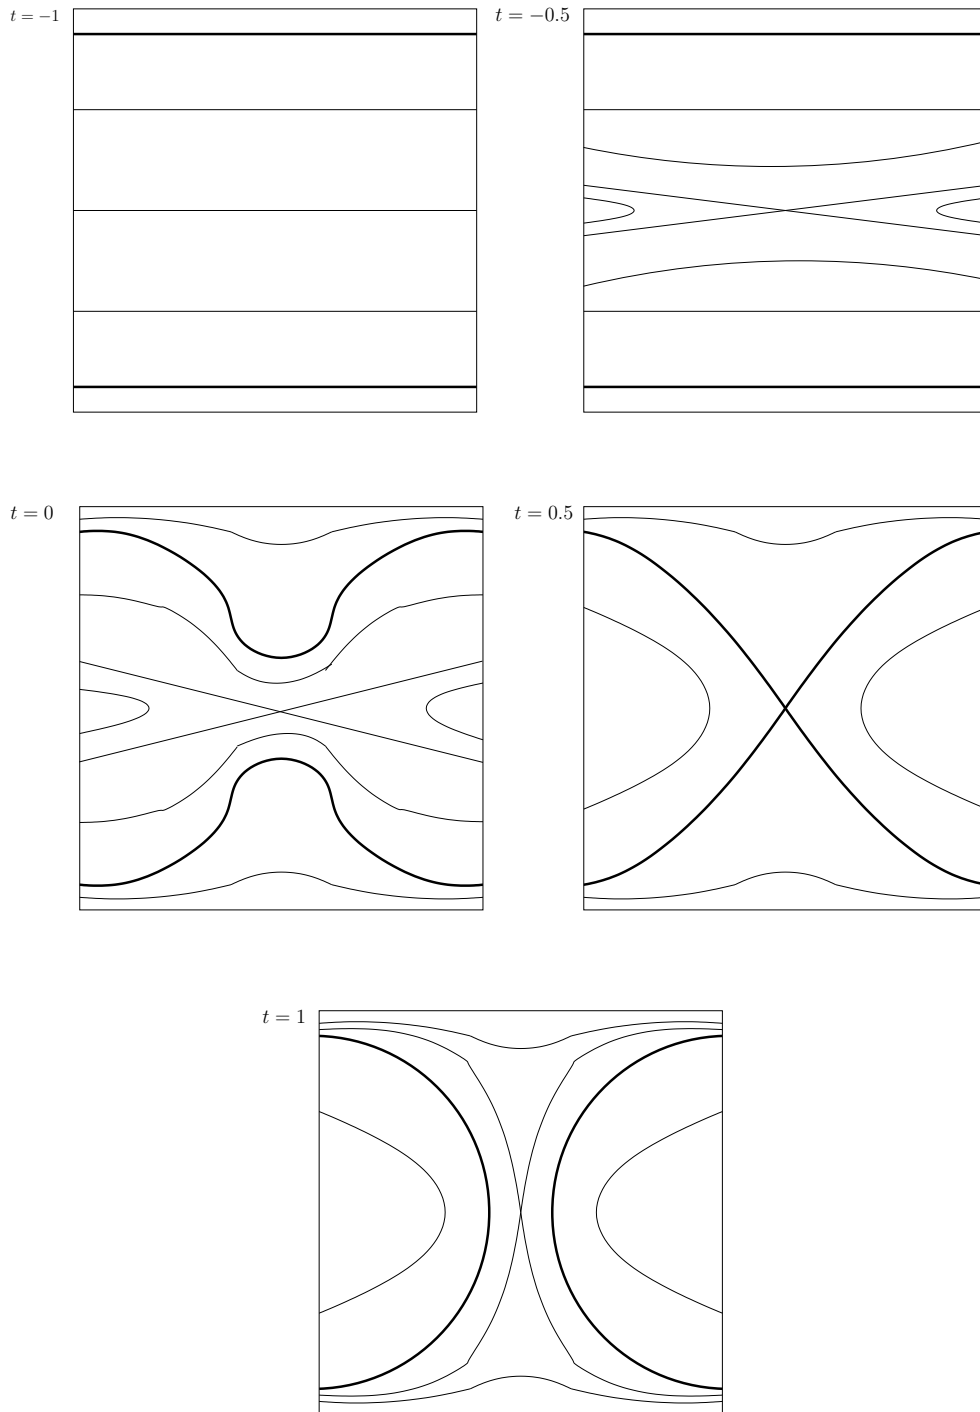 t = −1
t = −0.5
t = 0
t = 0.5
t = 1